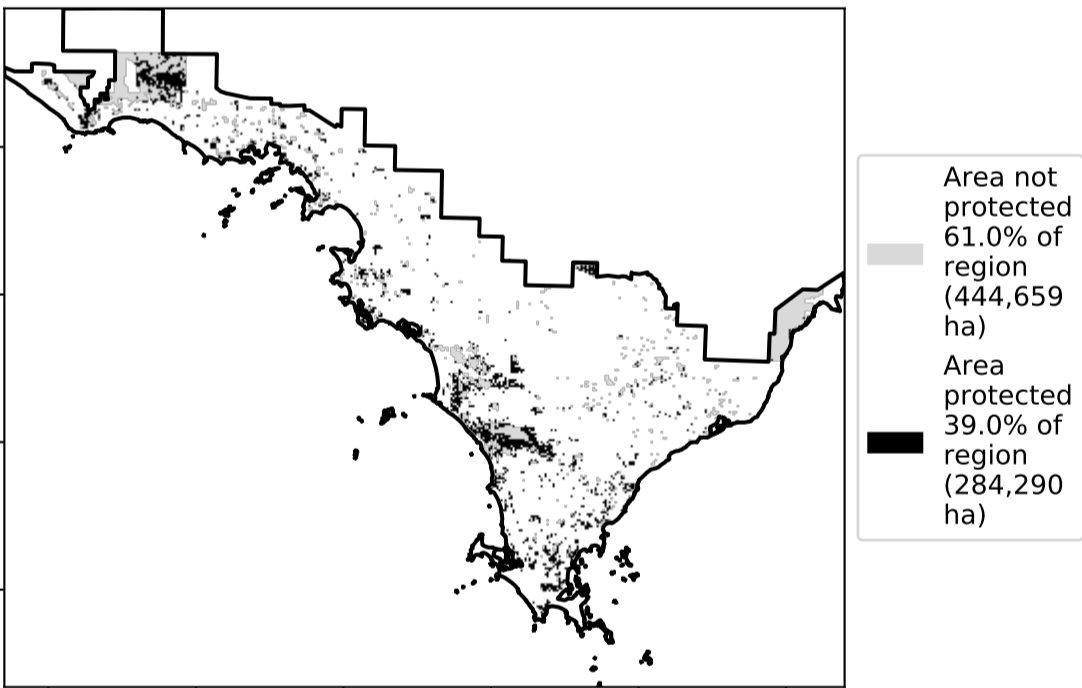 Area not
protected
61.0% of
region
(444,659
ha)
Area
protected
39.0% of
region
(284,290
ha)